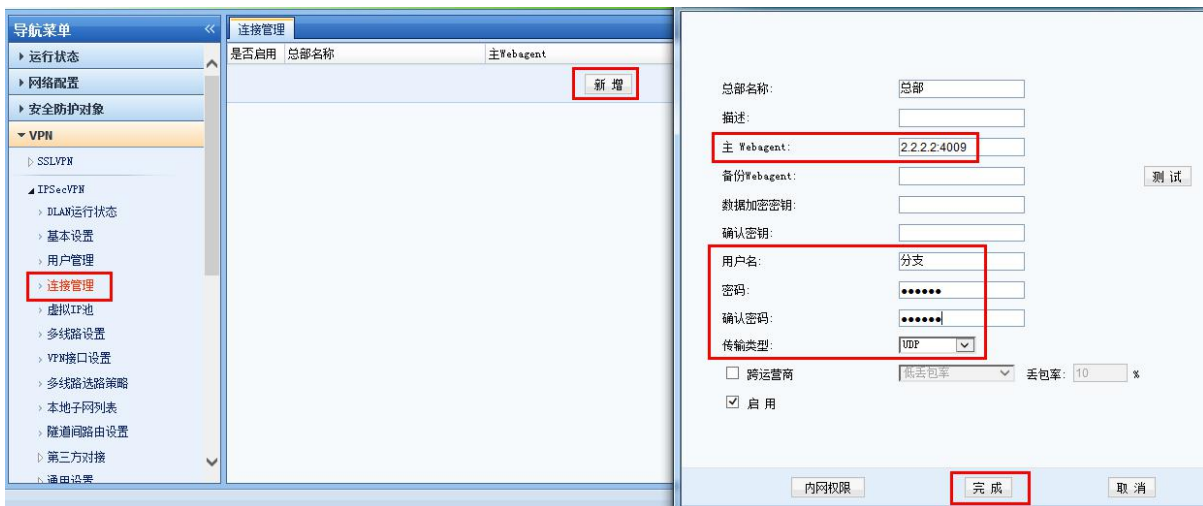 导航菜单
运行状态
网络配置
安全防护对象
VPN
SSLVPN
IPSecVPN
DLAN运行状态
基本设置
用户管理
连接管理
虚拟IP池
多线路设置
VPN接口设置
多线路选路策略
本地子网列表
隧道间路由设置
第三方对接
通用设置
连接管理
是否启用 总部名称 主Webagent
新增
总部名称: 总部
描述:
主 Webagent: 2.2.2.2:4009
备份Webagent: 测试
数据加密密钥:
确认密钥:
用户名: 分支
密码: ••••••
确认密码: ••••••
传输类型: UDP
跨运营商 低丢包率 丢包率: 10 %
启用
内网权限 完成 取消